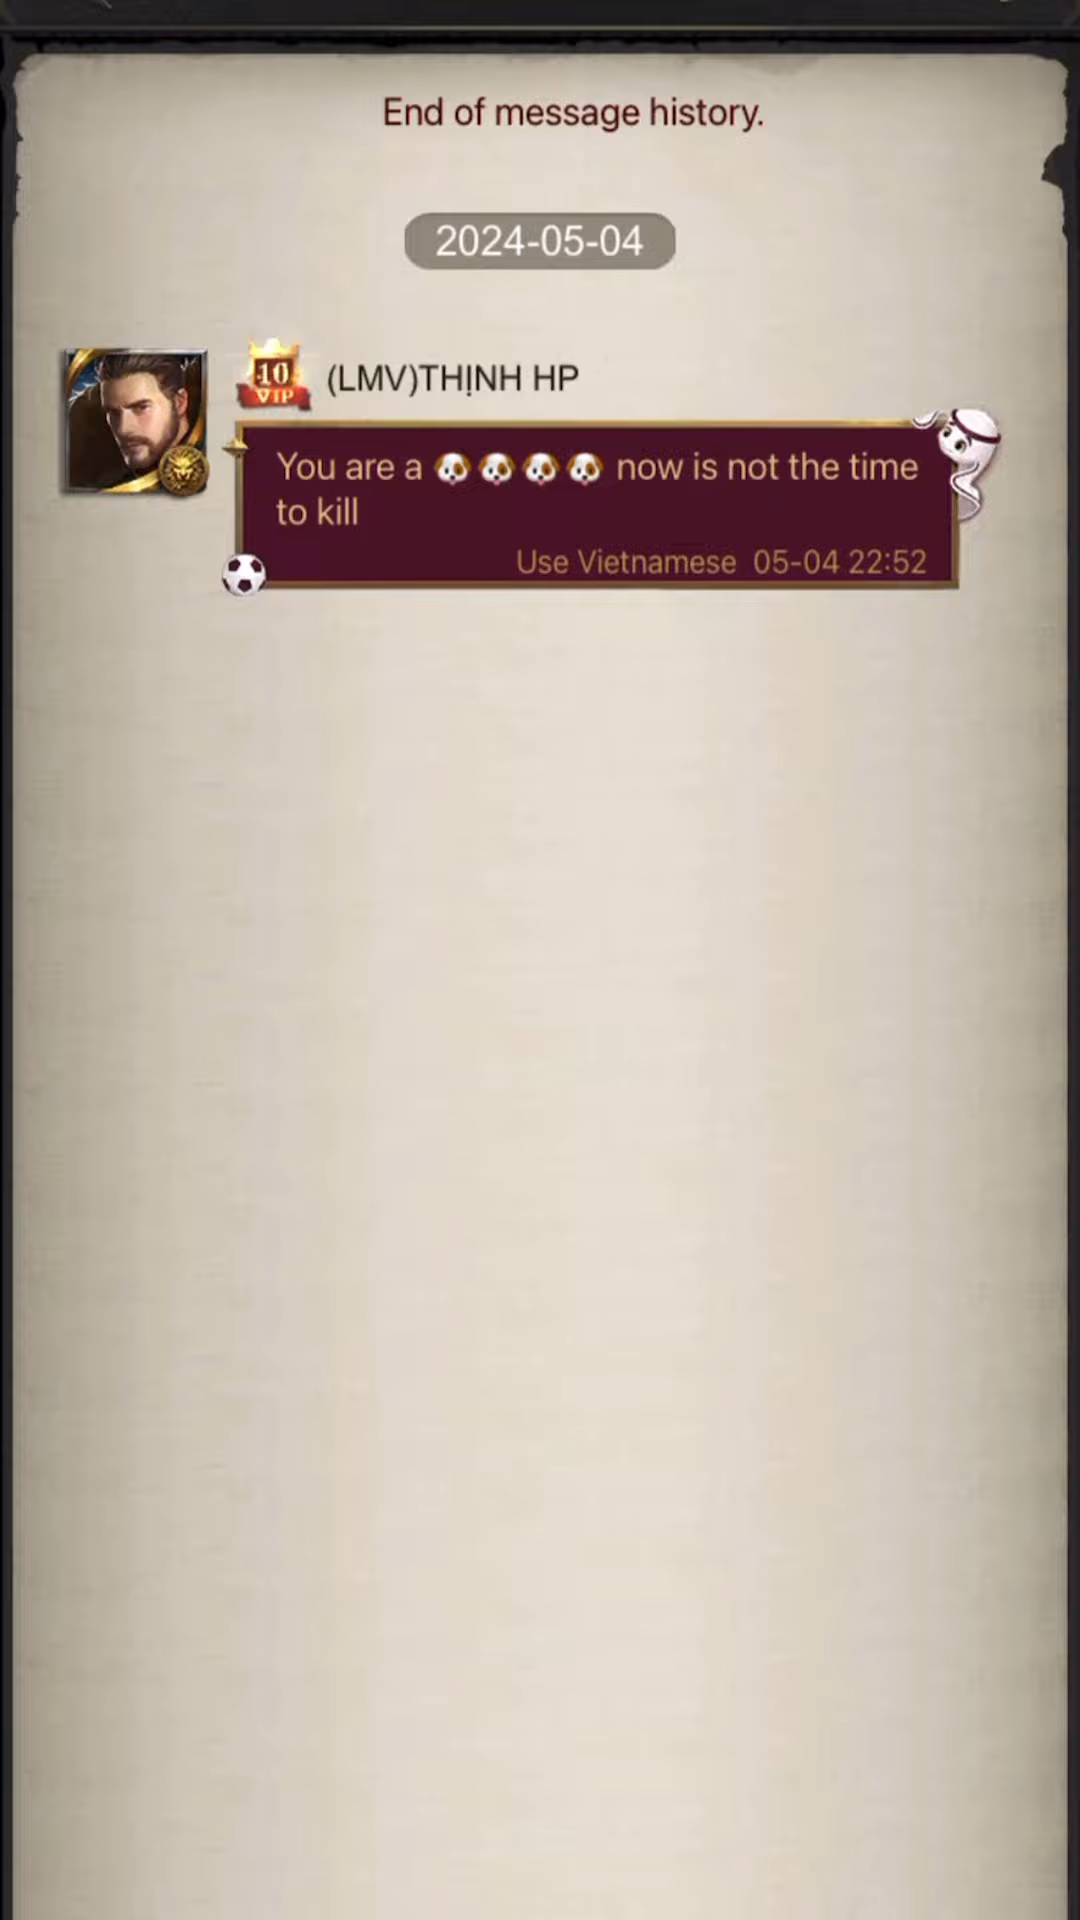 End of message history.
2024-05-04
10
VIP
(LMV)THỊNH HP
You are a 🐶🐶🐶🐶 now is not the time
to kill
Use Vietnamese 05-04 22:52